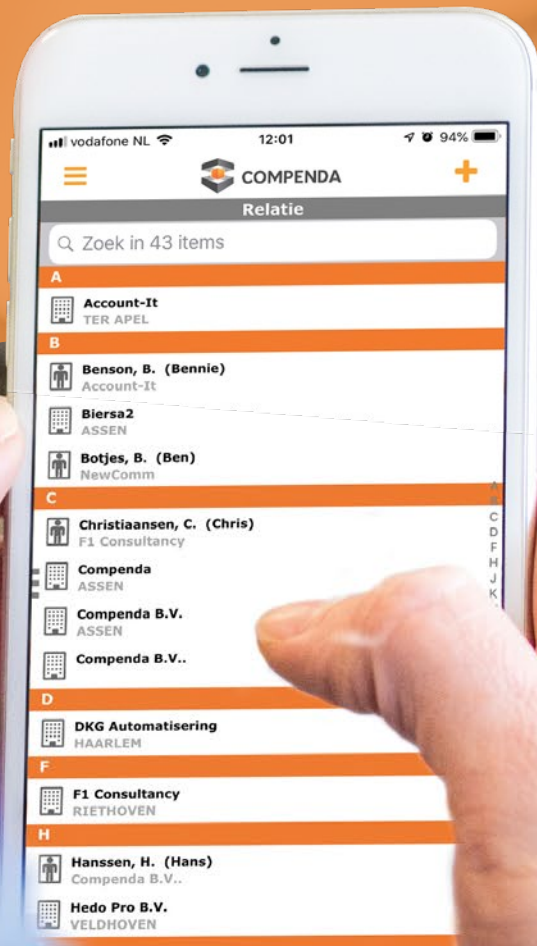 vodafone NL 12:01 94%
COMPENDA
Relatie
Zoek in 43 items
A
Account-It
TER APEL
B
Benson, B. (Bennie)
Account-It
Biersa2
ASSEN
Botjes, B. (Ben)
NewComm
C
Christiaansen, C. (Chris)
F1 Consultancy
Compenda
ASSEN
Compenda B.V.
ASSEN
Compenda B.V..
D
DKG Automatisering
HAARLEM
F
F1 Consultancy
RIETHOVEN
H
Hanssen, H. (Hans)
Compenda B.V..
Hedo Pro B.V.
VELDHOVEN
A
B
C
D
F
H
J
K